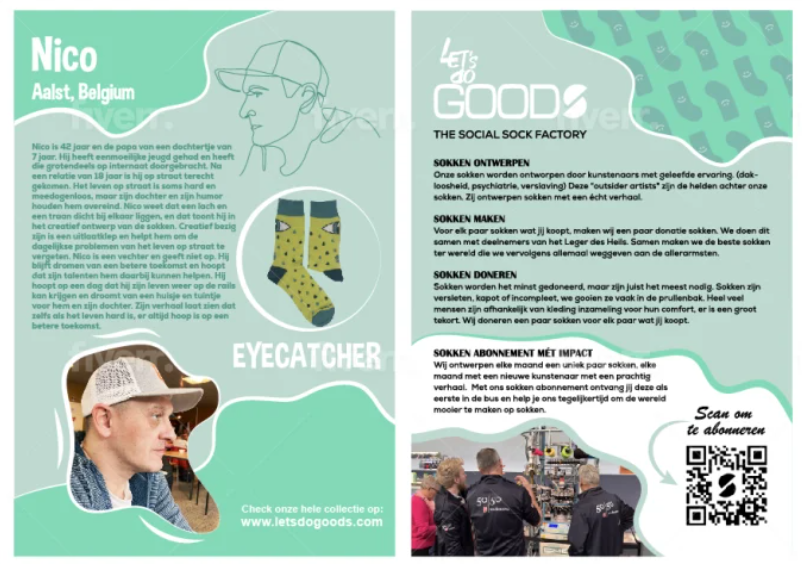 Nico
Aalst, Belgium
Nico is 42 jaar en de papa van een dochtertje van
7 jaar. Hij heeft eenmoeilijke jeugd gehad en heeft
die grotendeels op internaat doorgebracht. Na
een relatie van 18 jaar is hij op straat terecht
gekomen. Het leven op straat is soms hard en
meedogenloos, maar zijn dochter en zijn humor
houden hem overeind. Nico weet dat een lach en
een traan dicht bij elkaar liggen, en dat toont hij in
het creatief ontwerp van de sokken. Creatief bezig
zijn is een uitlaatklep en helpt hem om de
dagelijkse problemen van het leven op straat te
vergeten. Nico is een vechter en geeft niet op. Hij
blijft dromen van een betere toekomst en hoopt
dat zijn talenten hem daarbij kunnen helpen. Hij
hoopt op een dag dat hij zijn leven weer op de rails
kan krijgen en droomt van een huisje en tuintje
voor hem en zijn dochter. Zijn verhaal laat zien dat
zelfs als het leven hard is, er altijd hoop is op een
betere toekomst.
EYECATCHER
Check onze hele collectie op:
www.letsdogoods.com
LET'S
do
GOODS
THE SOCIAL SOCK FACTORY
SOKKEN ONTWERPEN
Onze sokken worden ontworpen door kunstenaars met geleefde ervaring. (dak-
loosheid, psychiatrie, verslaving) Deze "outsider artists" zijn de helden achter onze
sokken. Zij ontwerpen sokken met een écht verhaal.
SOKKEN MAKEN
Voor elk paar sokken wat jij koopt, maken wij een paar donatie sokken. We doen dit
samen met deelnemers van het Leger des Heils. Samen maken we de beste sokken
ter wereld die we vervolgens allemaal weggeven aan de allerarmsten.
SOKKEN DONEREN
Sokken worden het minst gedoneerd, maar zijn juist het meest nodig. Sokken zijn
versleten, kapot of incompleet, we gooien ze vaak in de prullenbak. Heel veel
mensen zijn afhankelijk van kleding inzameling voor hun comfort, er is een groot
tekort. Wij doneren een paar sokken voor elk paar wat jij koopt.
SOKKEN ABONNEMENT MÉT IMPACT
Wij ontwerpen elke maand een uniek paar sokken, elke
maand met een nieuwe kunstenaar met een prachtig
verhaal. Met ons sokken abonnement ontvang jij deze als
eerste in de bus en help je ons tegelijkertijd om de wereld
mooier te maken op sokken.
Scan om
te abonneren
50|50
50|50
fiverr.
fiverr.
fiverr.